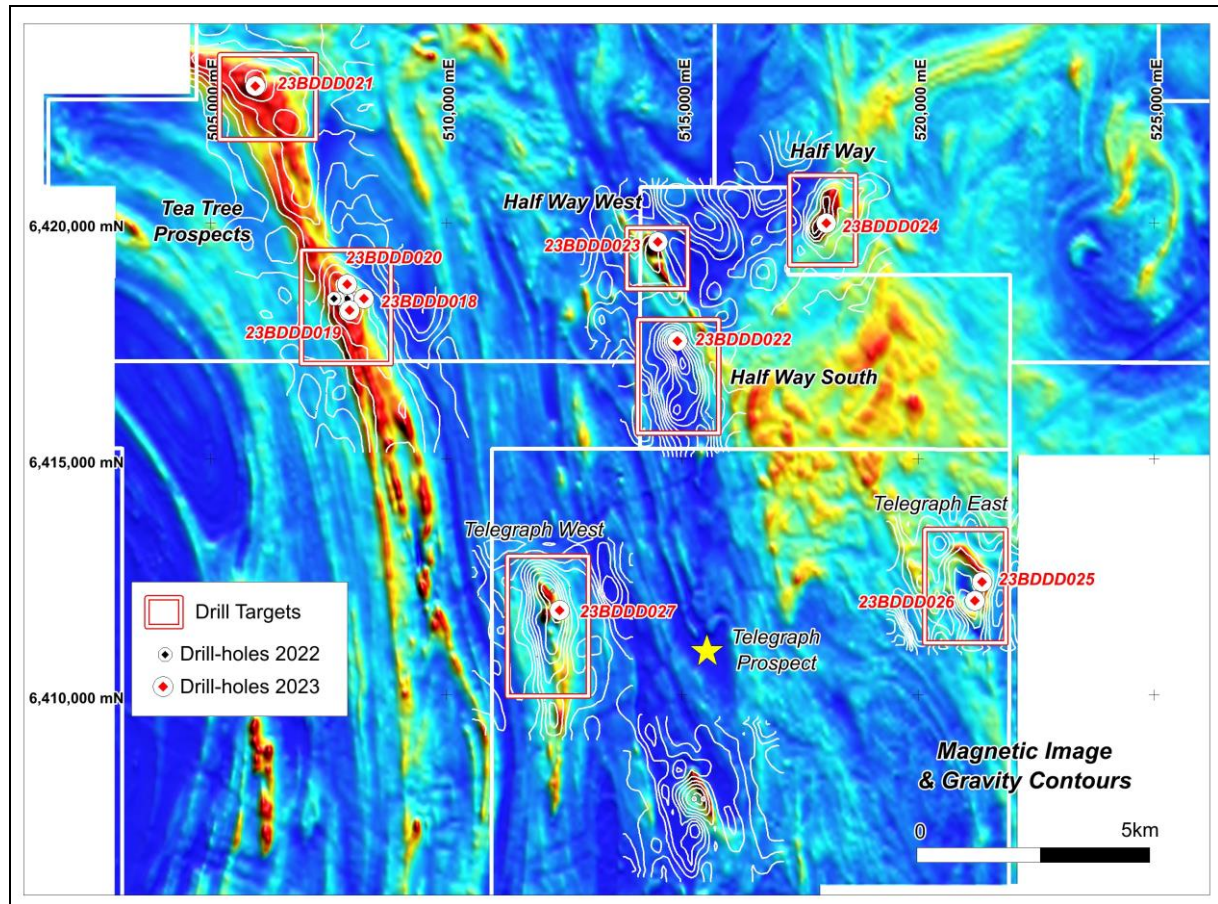 505,000 mE
510,000 mE
515,000 mE
520,000 mE
525,000 mE
23BDDD021
Half Way
Tea Tree
Prospects
Half Way West
6,420,000 mN
23BDDD023
23BDDD024
23BDDD020
23BDDD018
23BDDD019
23BDDD022
Half Way South
6,415,000 mN
Telegraph West
Telegraph East
23BDDD025
23BDDD026
23BDDD027
Drill Targets
Drill-holes 2022
Drill-holes 2023
Telegraph
Prospect
6,410,000 mN
Magnetic Image
& Gravity Contours
0 5km